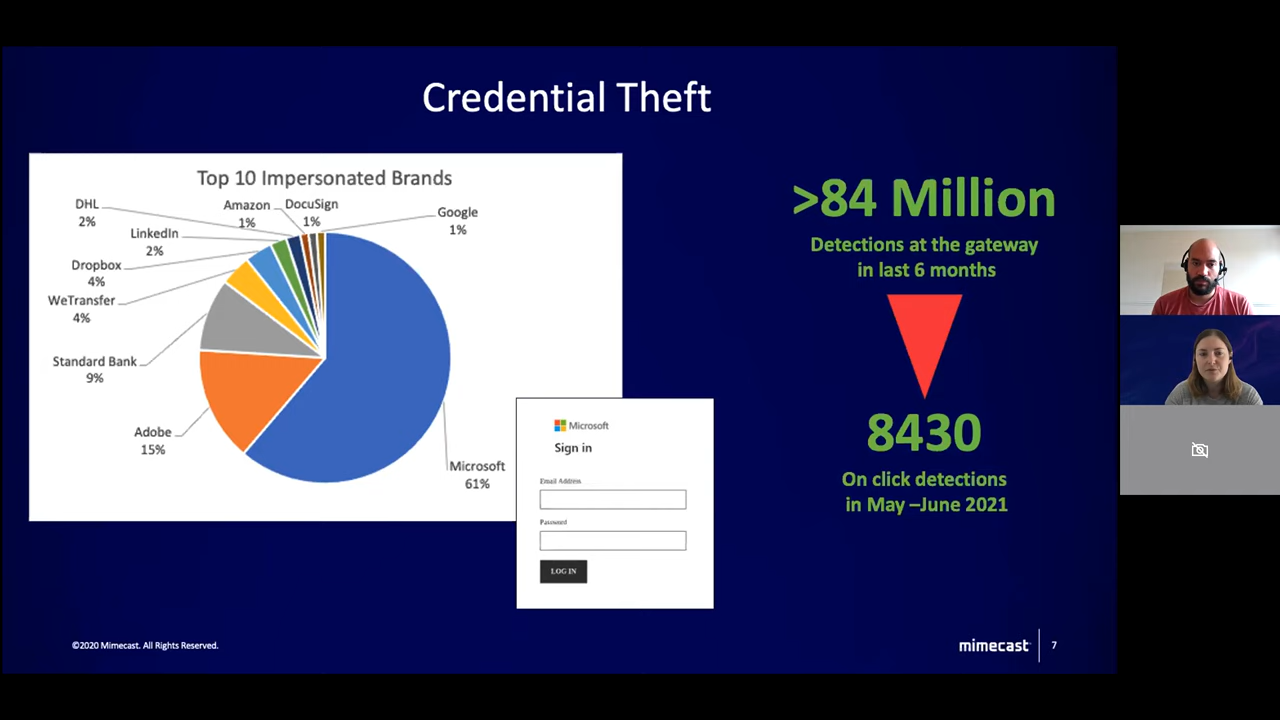 Credential Theft
Top 10 Impersonated Brands
DHL
2%
Amazon
1%
DocuSign
1%
Google
1%
LinkedIn
2%
Dropbox
4%
WeTransfer
4%
Standard Bank
9%
Adobe
15%
Microsoft
61%
Microsoft
Sign in
Email Address
Password
LOG IN
>84 Million
Detections at the gateway
in last 6 months
8430
On click detections
in May –June 2021
©2020 Mimecast. All Rights Reserved.
mimecast
7